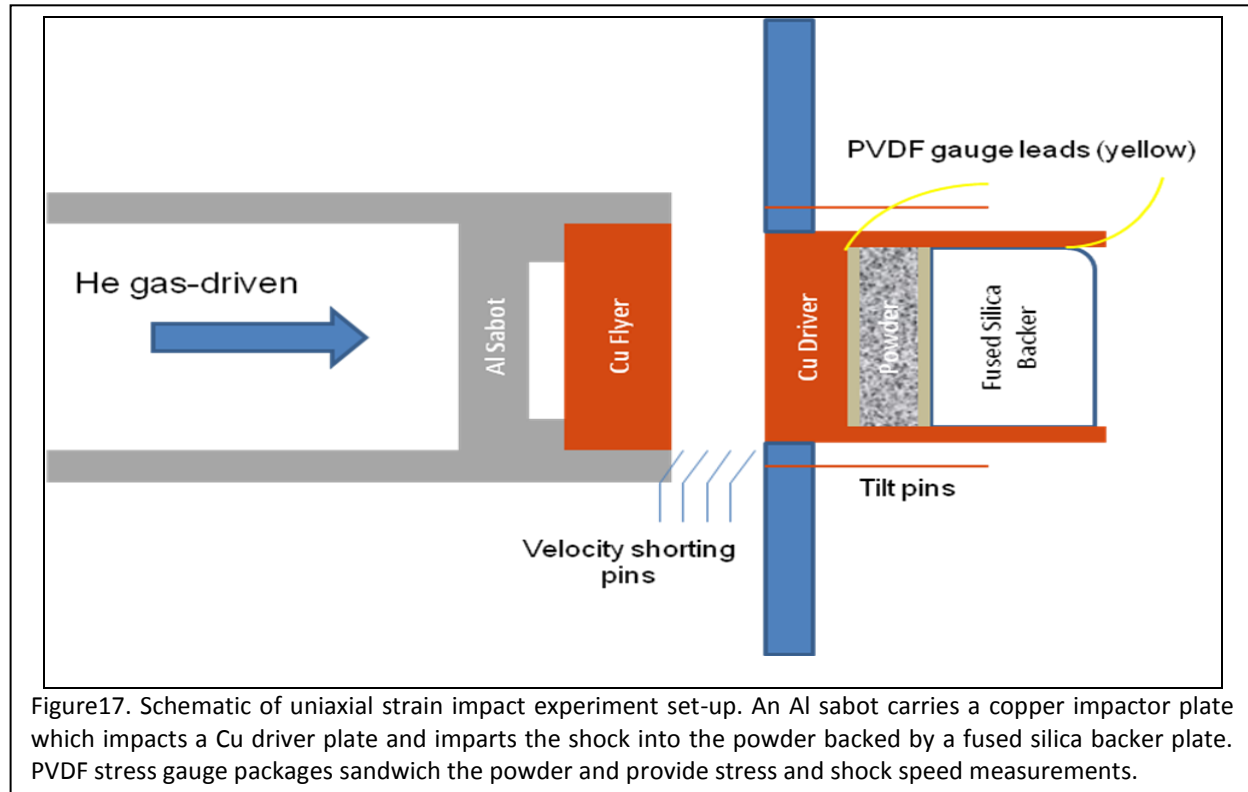 PVDF gauge leads (yellow)
He gas-driven
Al Sabot
Cu Flyer
Cu Driver
Powder
Fused Silica
Backer
Tilt pins
Velocity shorting
pins
Figure17. Schematic of uniaxial strain impact experiment set-up. An Al sabot carries a copper impactor plate
which impacts a Cu driver plate and imparts the shock into the powder backed by a fused silica backer plate.
PVDF stress gauge packages sandwich the powder and provide stress and shock speed measurements.